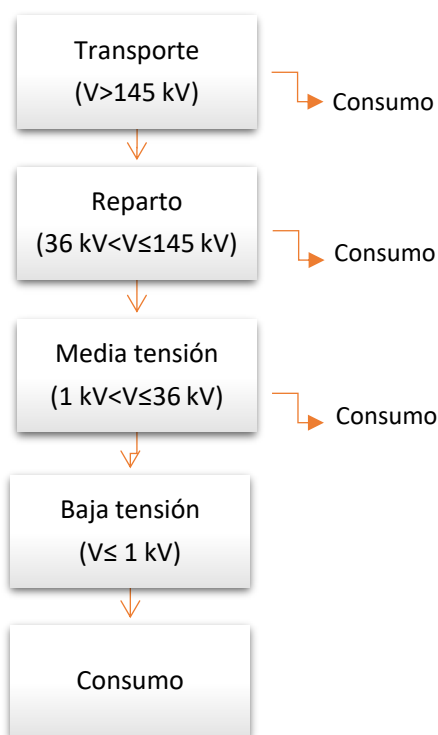 Transporte
(V>145 kV)
Consumo
Reparto
(36 kV<V≤145 kV)
Consumo
Media tensión
(1 kV<V≤36 kV)
Consumo
Baja tensión
(V≤ 1 kV)
Consumo